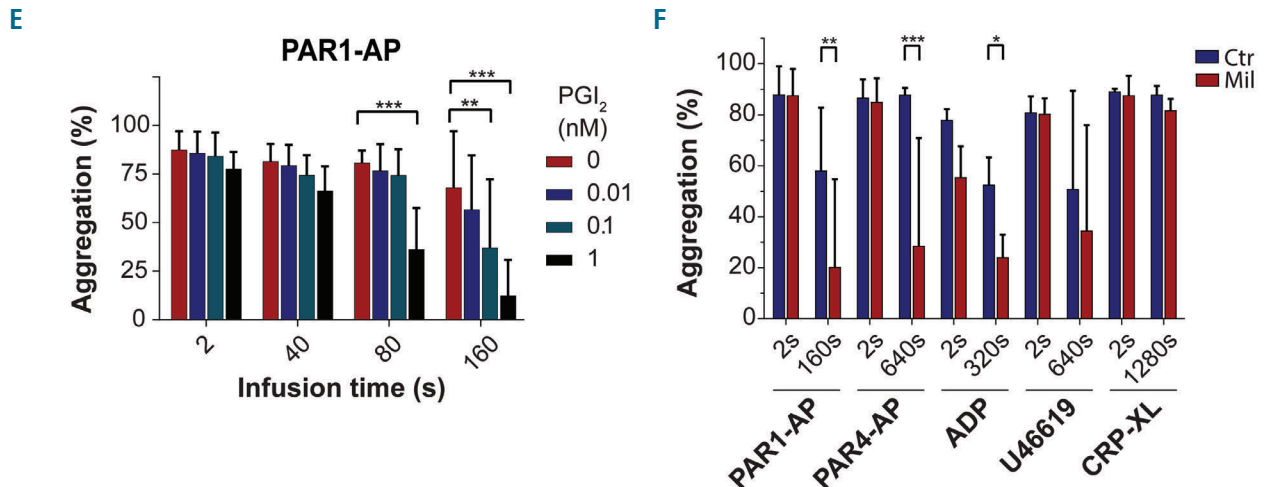 E
PAR1-AP
***
***
**
PGI₂
(nM)
0
0.01
0.1
1
100
75
50
25
0
Aggregation (%)
2
40
80
160
Infusion time (s)
F
**
***
*
Ctr
Mil
100
80
60
40
20
0
Aggregation (%)
2s
160s
2s
640s
2s
320s
2s
640s
2s
1280s
PAR1-AP
PAR4-AP
ADP
U46619
CRP-XL